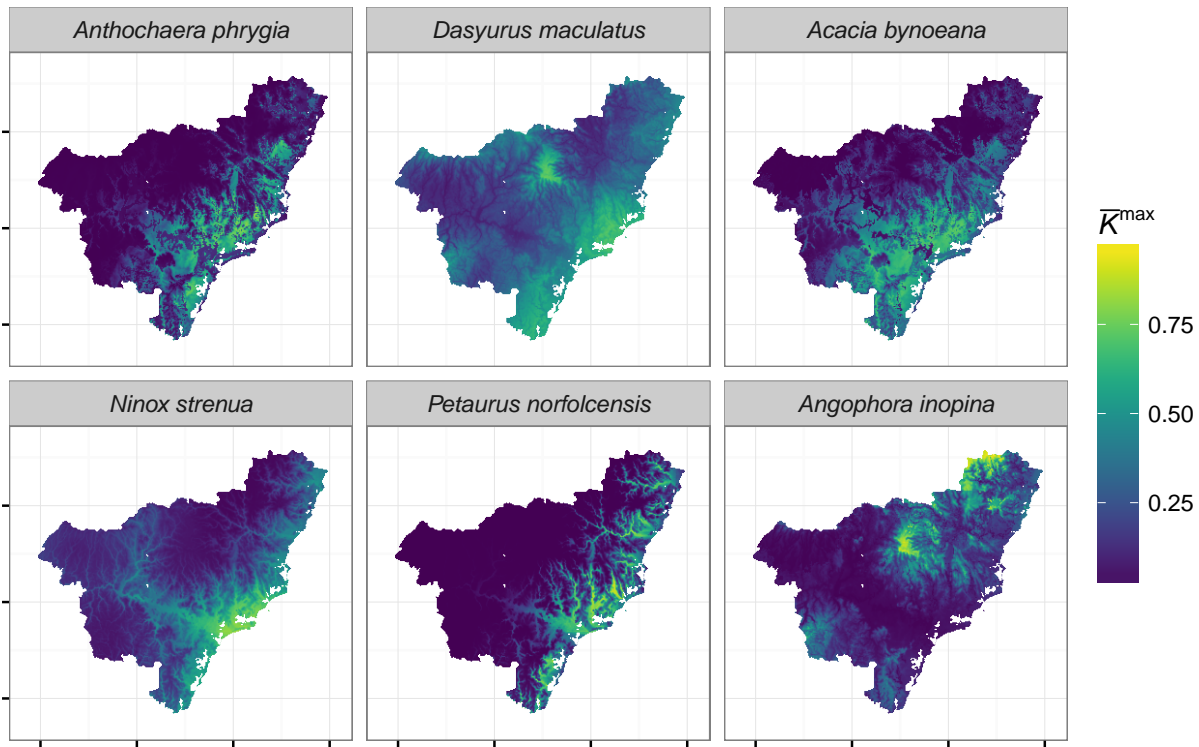 Anthochaera phrygia
Dasyurus maculatus
Acacia bynoeana
Ninox strenua
Petaurus norfolcensis
Angophora inopina
K̅ᵐᵃˣ
0.75
0.50
0.25